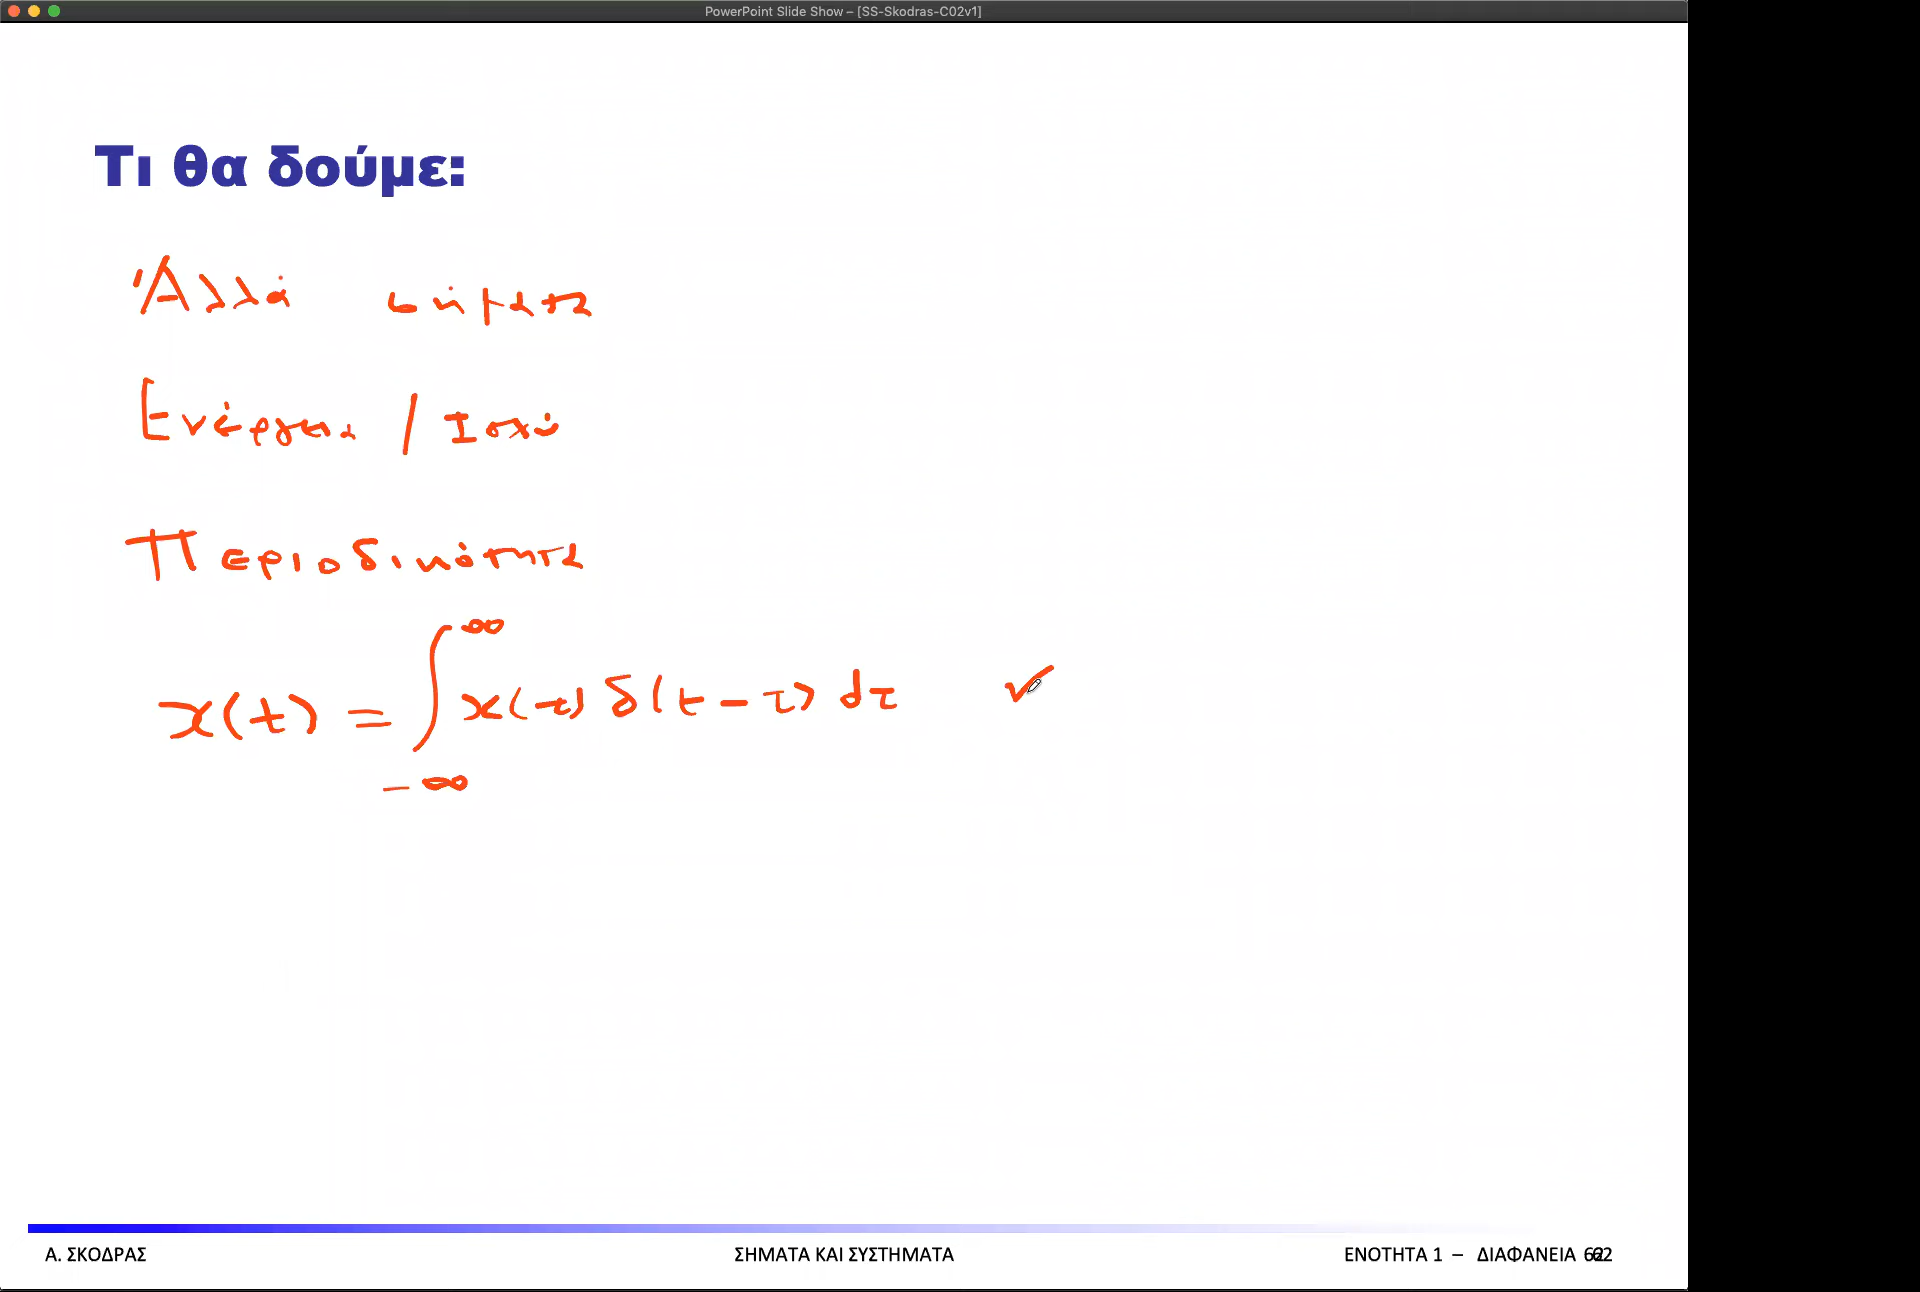 PowerPoint Slide Show – [SS-Skodras-C02v1]
Τι θα δούμε:
Άλλά σήματα
Ενέργεια / Ισχύ
Περιοδικότητα
x(t) = ∫_{-∞}^{∞} x(τ) δ(t - τ) dτ ✓
Α. ΣΚΟΔΡΑΣ ΣΗΜΑΤΑ ΚΑΙ ΣΥΣΤΗΜΑΤΑ ΕΝΟΤΗΤΑ 1 – ΔΙΑΦΑΝΕΙΑ